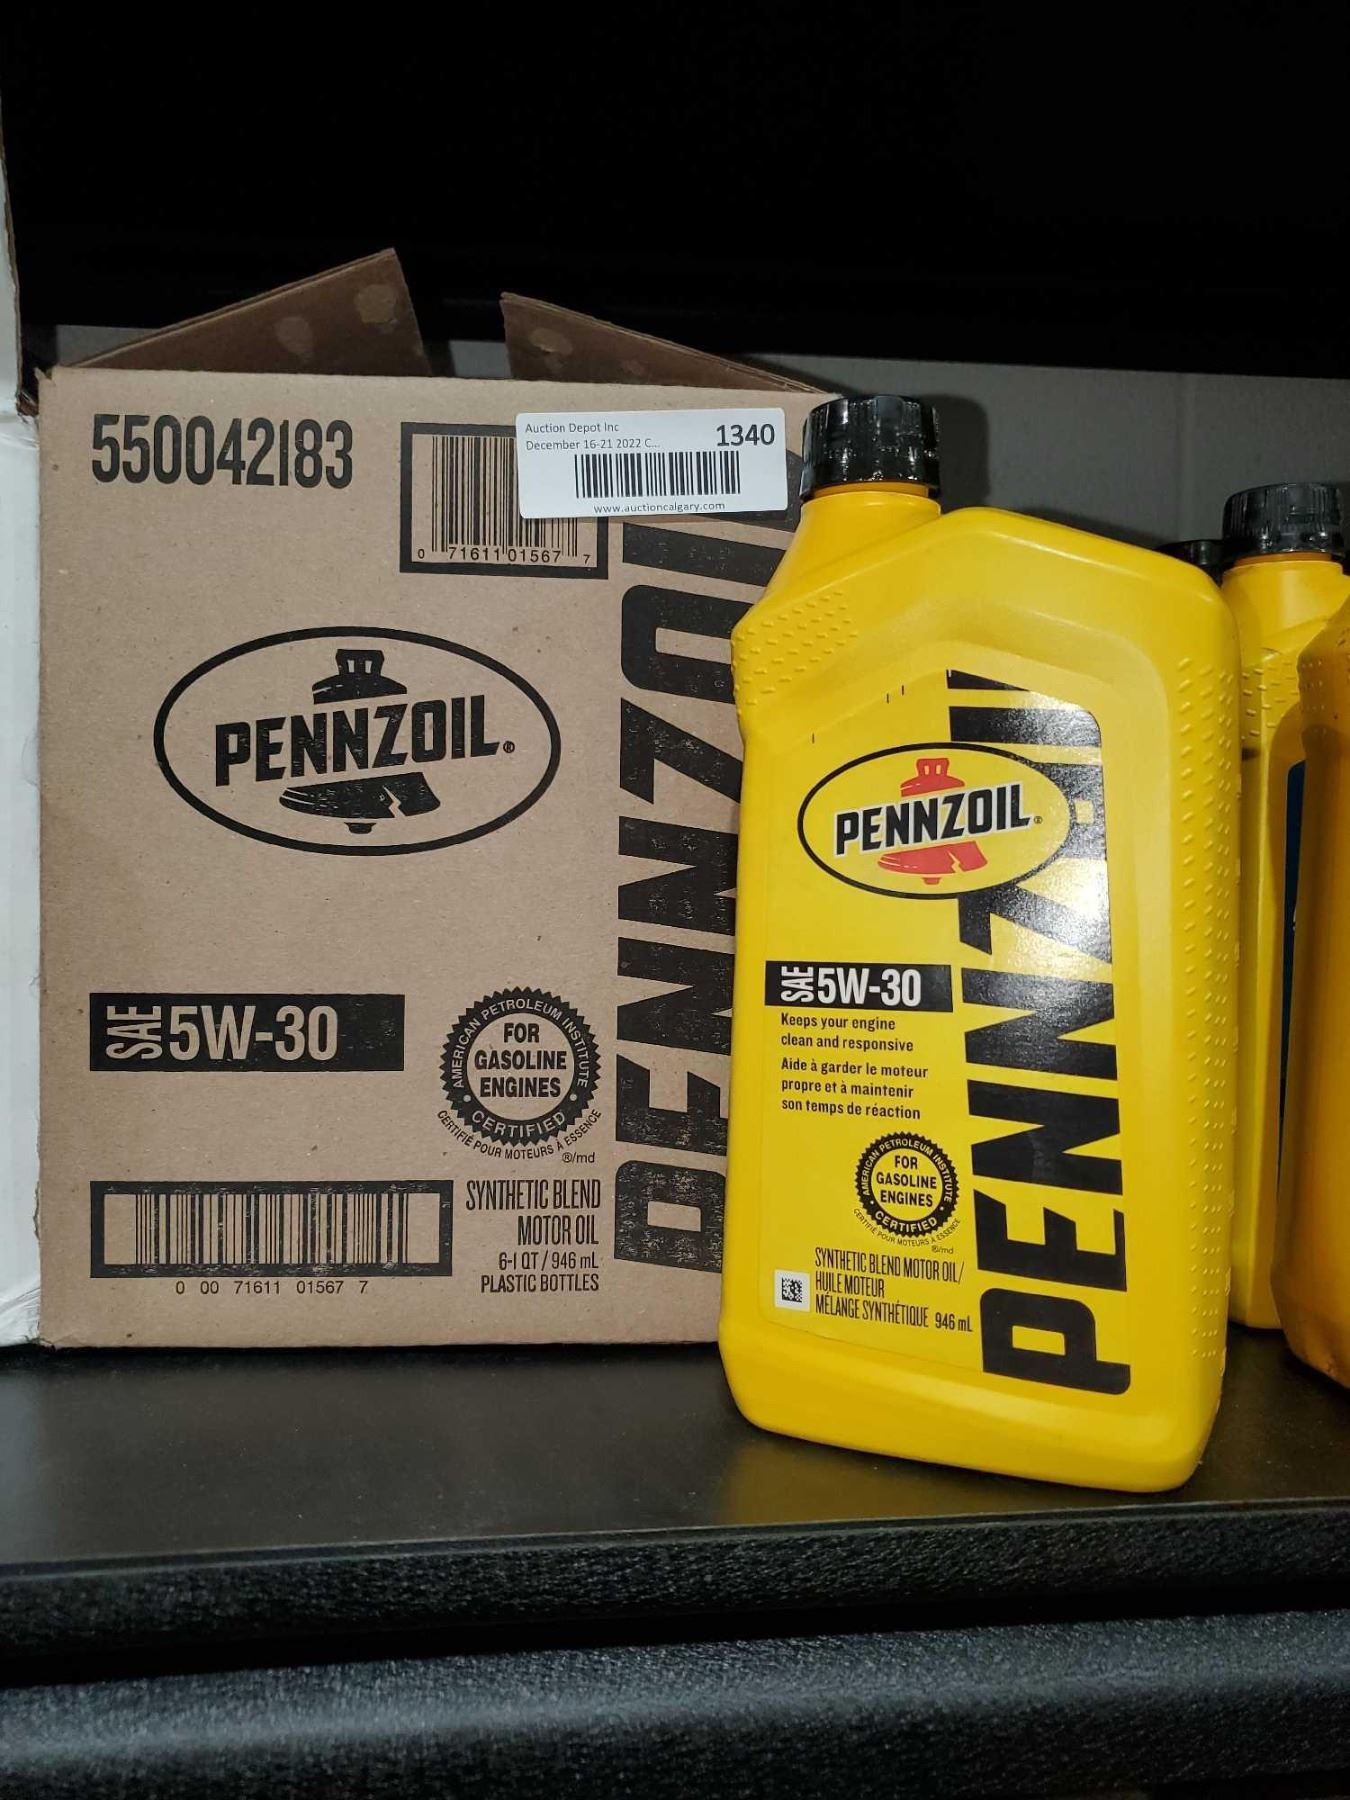 550042183
Auction Depot Inc
1340
December 16-21 2022 C...
www.auctioncalgary.com
0 71611 01567 7
PENNZOIL®
PENNZOIL
SAE 5W-30
AMERICAN PETROLEUM INSTITUTE
FOR
GASOLINE
ENGINES
CERTIFIED
CERTIFIÉ POUR MOTEURS À ESSENCE
®/md
0 00 71611 01567 7
SYNTHETIC BLEND
MOTOR OIL
6-1 QT / 946 mL
PLASTIC BOTTLES
PENNZOIL®
PENNZOIL
SAE 5W-30
Keeps your engine
clean and responsive
Aide à garder le moteur
propre et à maintenir
son temps de réaction
AMERICAN PETROLEUM INSTITUTE
FOR
GASOLINE
ENGINES
CERTIFIED
CERTIFIÉ POUR MOTEURS À ESSENCE
®/md
SYNTHETIC BLEND MOTOR OIL/
HUILE MOTEUR
MÉLANGE SYNTHÉTIQUE 946 mL